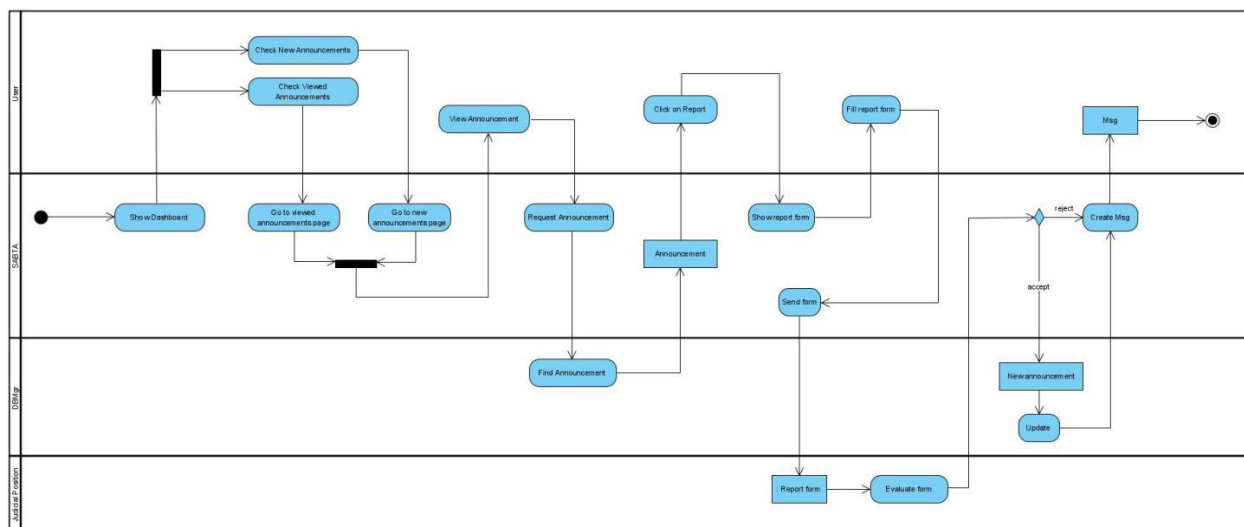 User
Check New Announcements
Check Viewed
Announcements
View Announcement
Click on Report
Fill report form
Msg
SABTA
Show Dashboard
Go to viewed
announcements page
Go to new
announcements page
Request Announcement
Announcement
Show report form
Send form
reject
Create Msg
accept
DBMgr
Find Announcement
New announcement
Update
Judicial Position
: Report form
Evaluate form